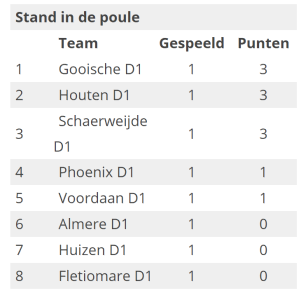 Stand in de poule
Team Gespeeld Punten
1 Gooische D1 1 3
2 Houten D1 1 3
3 Schaerweijde D1 1 3
4 Phoenix D1 1 1
5 Voordaan D1 1 1
6 Almere D1 1 0
7 Huizen D1 1 0
8 Fletiomare D1 1 0